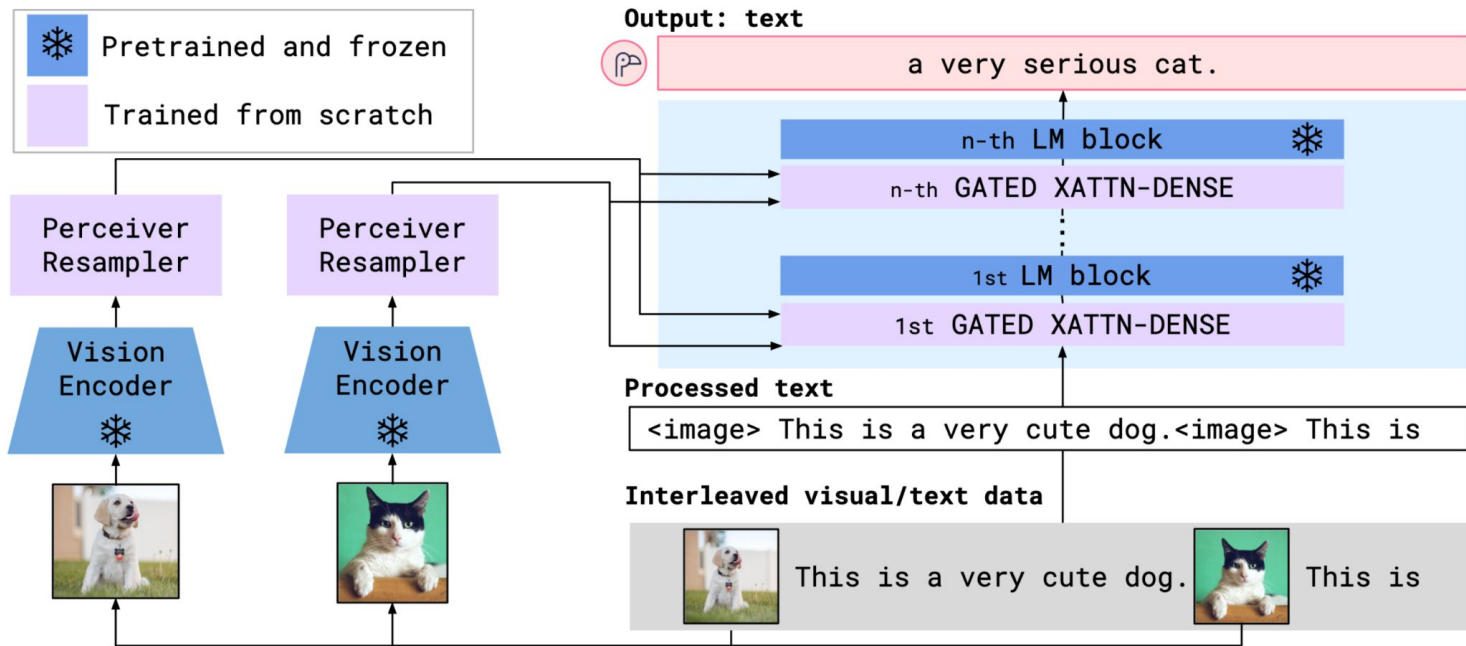 Pretrained and frozen
Trained from scratch
Output: text
a very serious cat.
n-th LM block
n-th GATED XATTN-DENSE
1st LM block
1st GATED XATTN-DENSE
Perceiver
Resampler
Perceiver
Resampler
Vision
Encoder
Vision
Encoder
Processed text
<image> This is a very cute dog.<image> This is
Interleaved visual/text data
This is a very cute dog.
This is